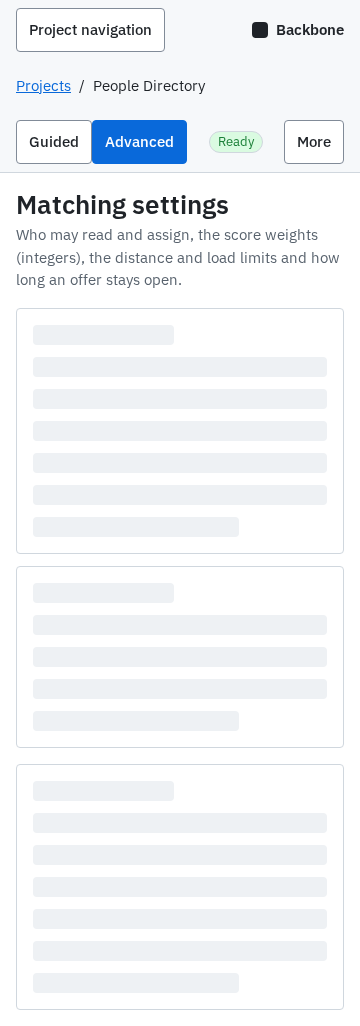 Project navigation
Backbone
Projects / People Directory
Guided
Advanced
Ready
More
Matching settings
Who may read and assign, the score weights
(integers), the distance and load limits and how
long an offer stays open.